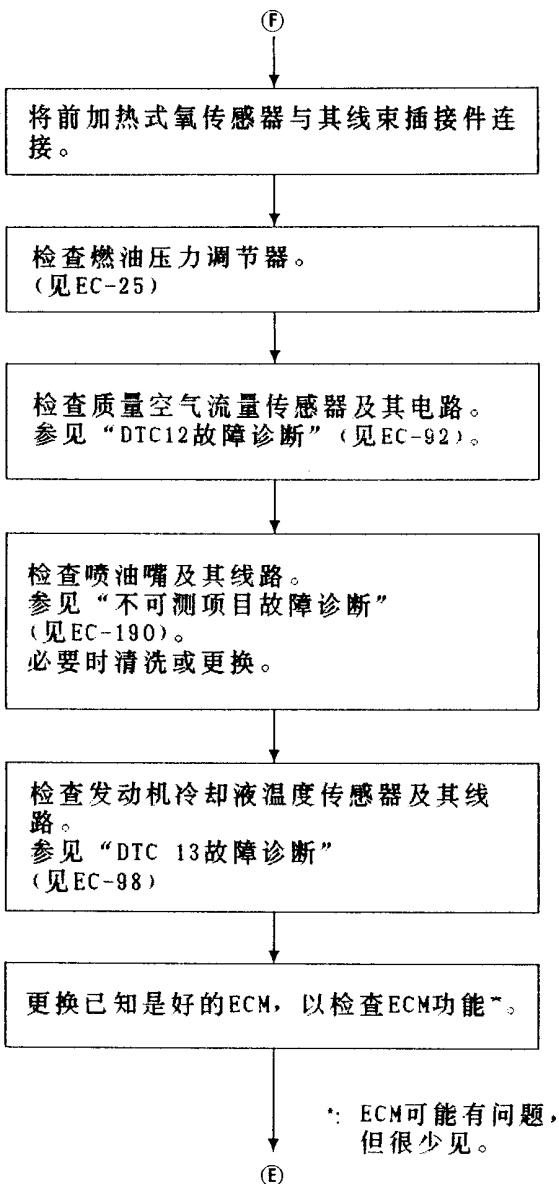 Ⓕ
将前加热式氧传感器与其线束插接件连
接。
检查燃油压力调节器。
(见EC-25)
检查质量空气流量传感器及其电路。
参见“DTC12故障诊断”(见EC-92)。
检查喷油嘴及其线路。
参见“不可测项目故障诊断”
(见EC-190)。
必要时清洗或更换。
检查发动机冷却液温度传感器及其线
路。
参见“DTC 13故障诊断”
(见EC-98)
更换已知是好的ECM，以检查ECM功能*。
*: ECM可能有问题，
但很少见。
Ⓔ